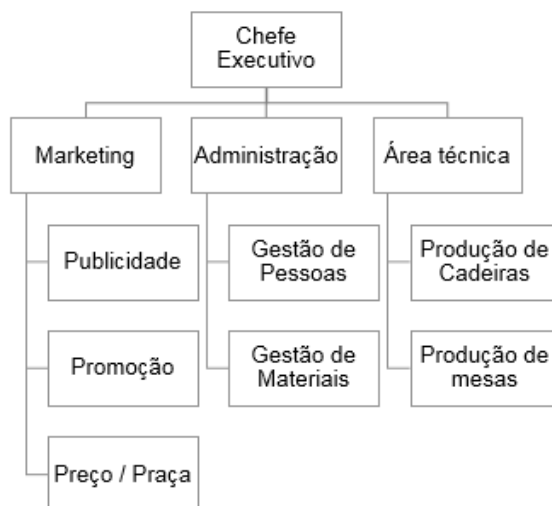 Chefe
Executivo
Marketing
Administração
Área técnica
Publicidade
Gestão de
Pessoas
Produção de
Cadeiras
Promoção
Gestão de
Materiais
Produção de
mesas
Preço / Praça